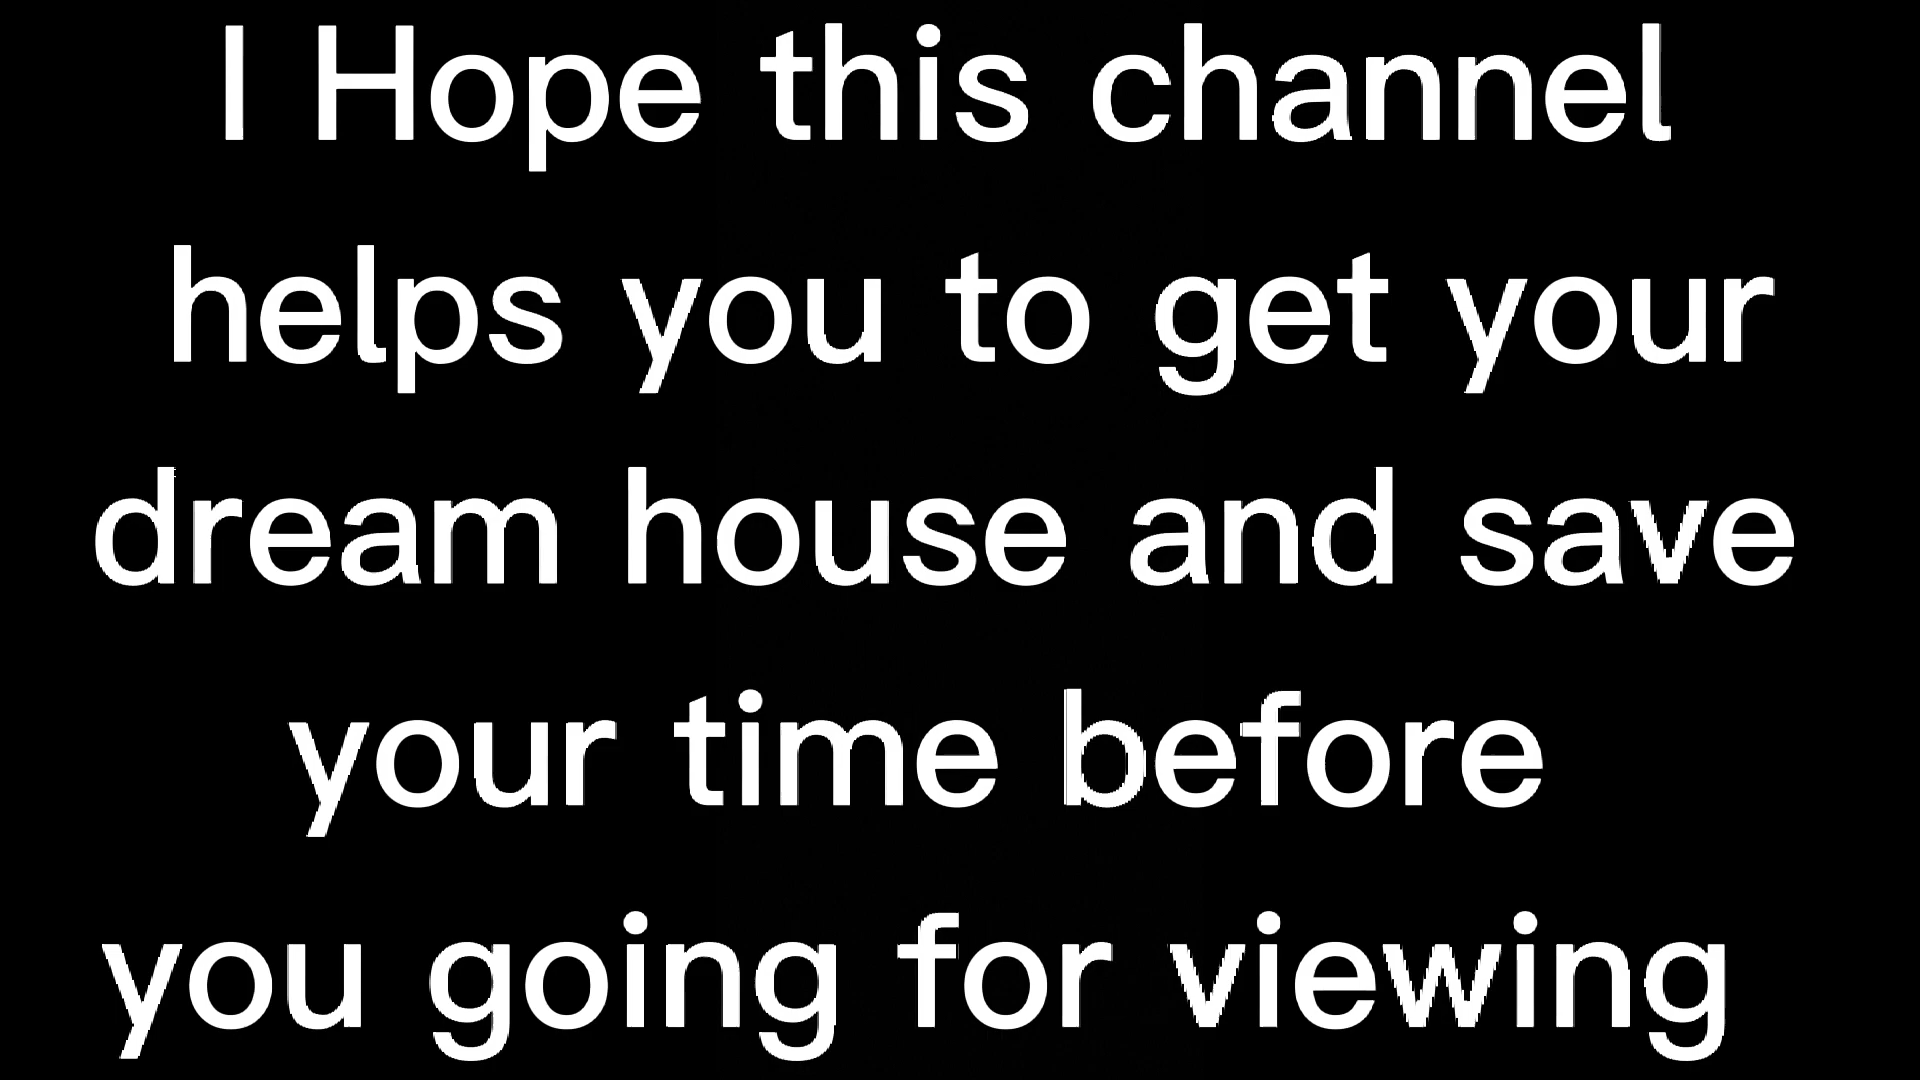 I Hope this channel
helps you to get your
dream house and save
your time before
you going for viewing